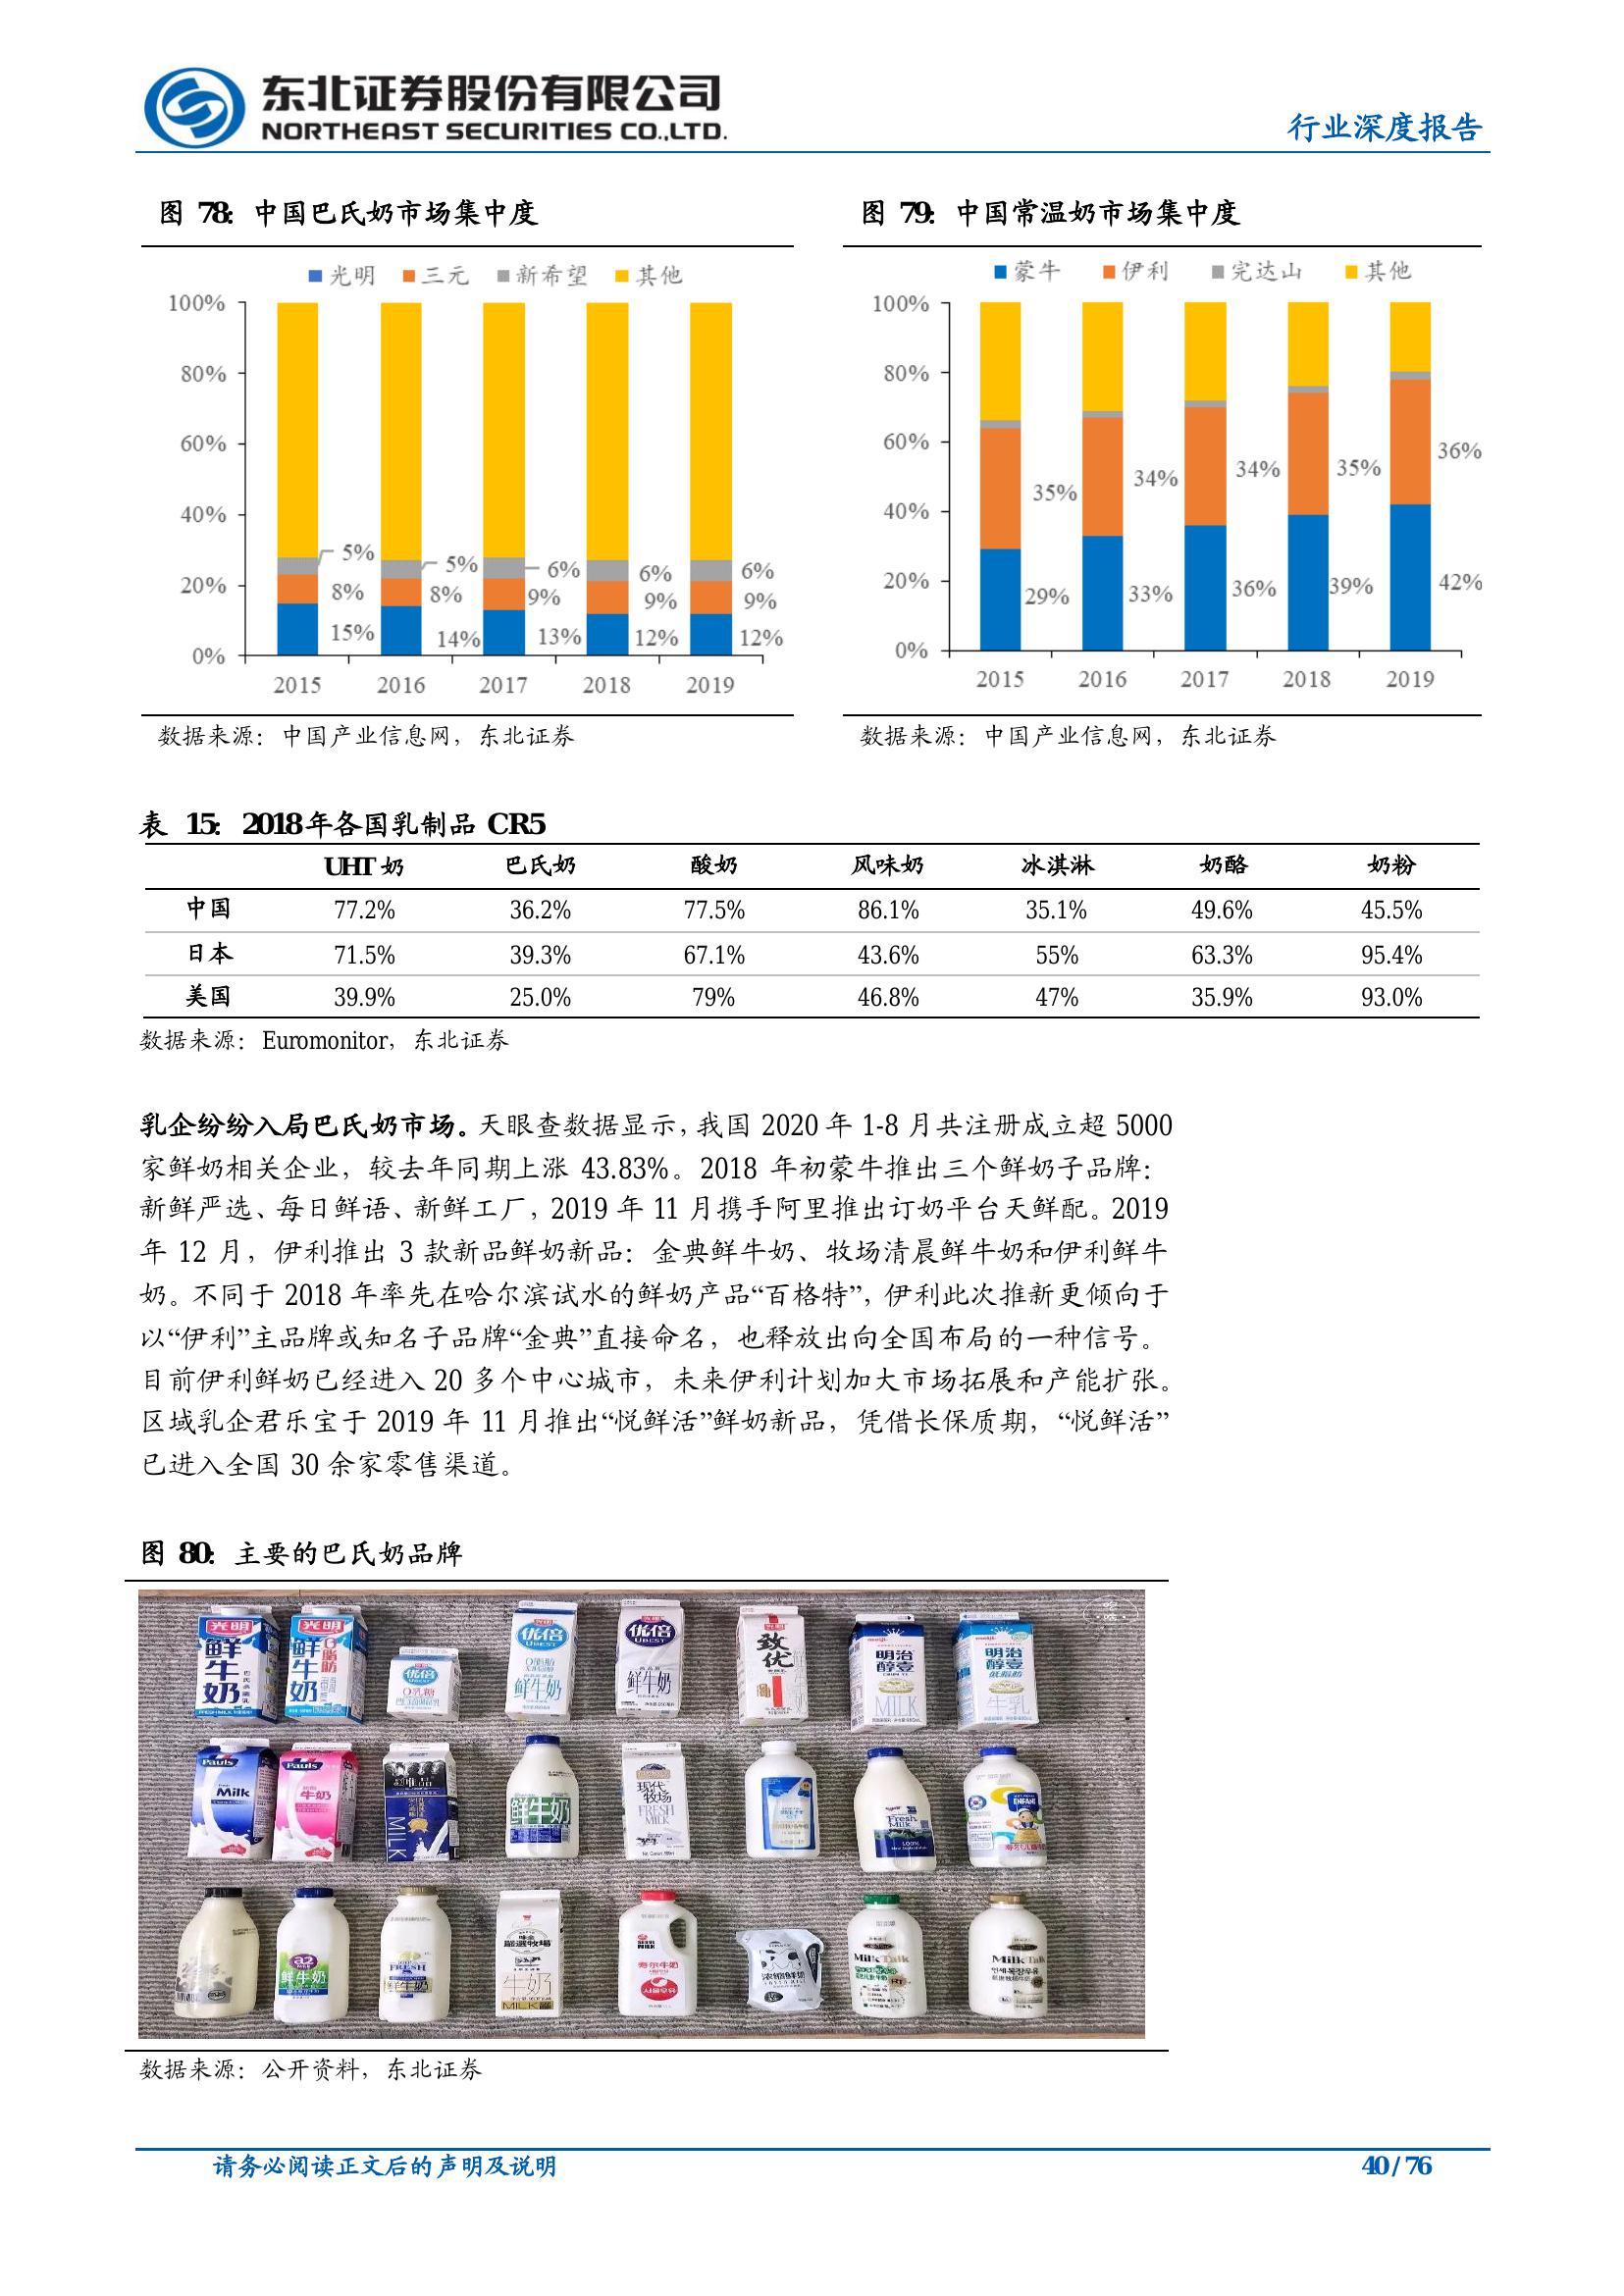 东北证券股份有限公司
NORTHEAST SECURITIES CO.,LTD.
行业深度报告
图 78：中国巴氏奶市场集中度
光明 三元 新希望 其他
100%
80%
60%
40%
20%
0%
5% 5% 6% 6% 6%
8% 8% 9% 9% 9%
15% 14% 13% 12% 12%
2015 2016 2017 2018 2019
数据来源：中国产业信息网，东北证券
图 79：中国常温奶市场集中度
蒙牛 伊利 完达山 其他
100%
80%
60%
40%
20%
0%
35% 34% 34% 35% 36%
29% 33% 36% 39% 42%
2015 2016 2017 2018 2019
数据来源：中国产业信息网，东北证券
表 15：2018年各国乳制品 CR5
UHT 奶 巴氏奶 酸奶 风味奶 冰淇淋 奶酪 奶粉
中国 77.2% 36.2% 77.5% 86.1% 35.1% 49.6% 45.5%
日本 71.5% 39.3% 67.1% 43.6% 55% 63.3% 95.4%
美国 39.9% 25.0% 79% 46.8% 47% 35.9% 93.0%
数据来源：Euromonitor，东北证券
乳企纷纷入局巴氏奶市场。天眼查数据显示，我国 2020 年 1-8 月共注册成立超 5000
家鲜奶相关企业，较去年同期上涨 43.83%。2018 年初蒙牛推出三个鲜奶子品牌：
新鲜严选、每日鲜语、新鲜工厂，2019 年 11 月携手阿里推出订奶平台天鲜配。2019
年 12 月，伊利推出 3 款新品鲜奶新品：金典鲜牛奶、牧场清晨鲜牛奶和伊利鲜牛
奶。不同于 2018 年率先在哈尔滨试水的鲜奶产品“百格特”，伊利此次推新更倾向于
以“伊利”主品牌或知名子品牌“金典”直接命名，也释放出向全国布局的一种信号。
目前伊利鲜奶已经进入 20 多个中心城市，未来伊利计划加大市场拓展和产能扩张。
区域乳企君乐宝于 2019 年 11 月推出“悦鲜活”鲜奶新品，凭借长保质期，“悦鲜活”
已进入全国 30 余家零售渠道。
图 80：主要的巴氏奶品牌
光明 鲜牛奶
光明 鲜牛奶 0脂肪
优倍 0乳糖
优倍 UBEST 0脂肪 鲜牛奶
优倍 UBEST 鲜牛奶
致优
明治 醇壹 MILK
明治 醇壹 低脂肪 牛乳
Pauls Milk
Pauls 牛奶
MILK
鲜牛奶
现代牧场 FRESH MILK
Fresh Milk
ENFANT
a2 鲜牛奶
FRESH 鲜牛奶
牛奶 MILK
Milk Talk
Milk Talk
数据来源：公开资料，东北证券
请务必阅读正文后的声明及说明
40 / 76